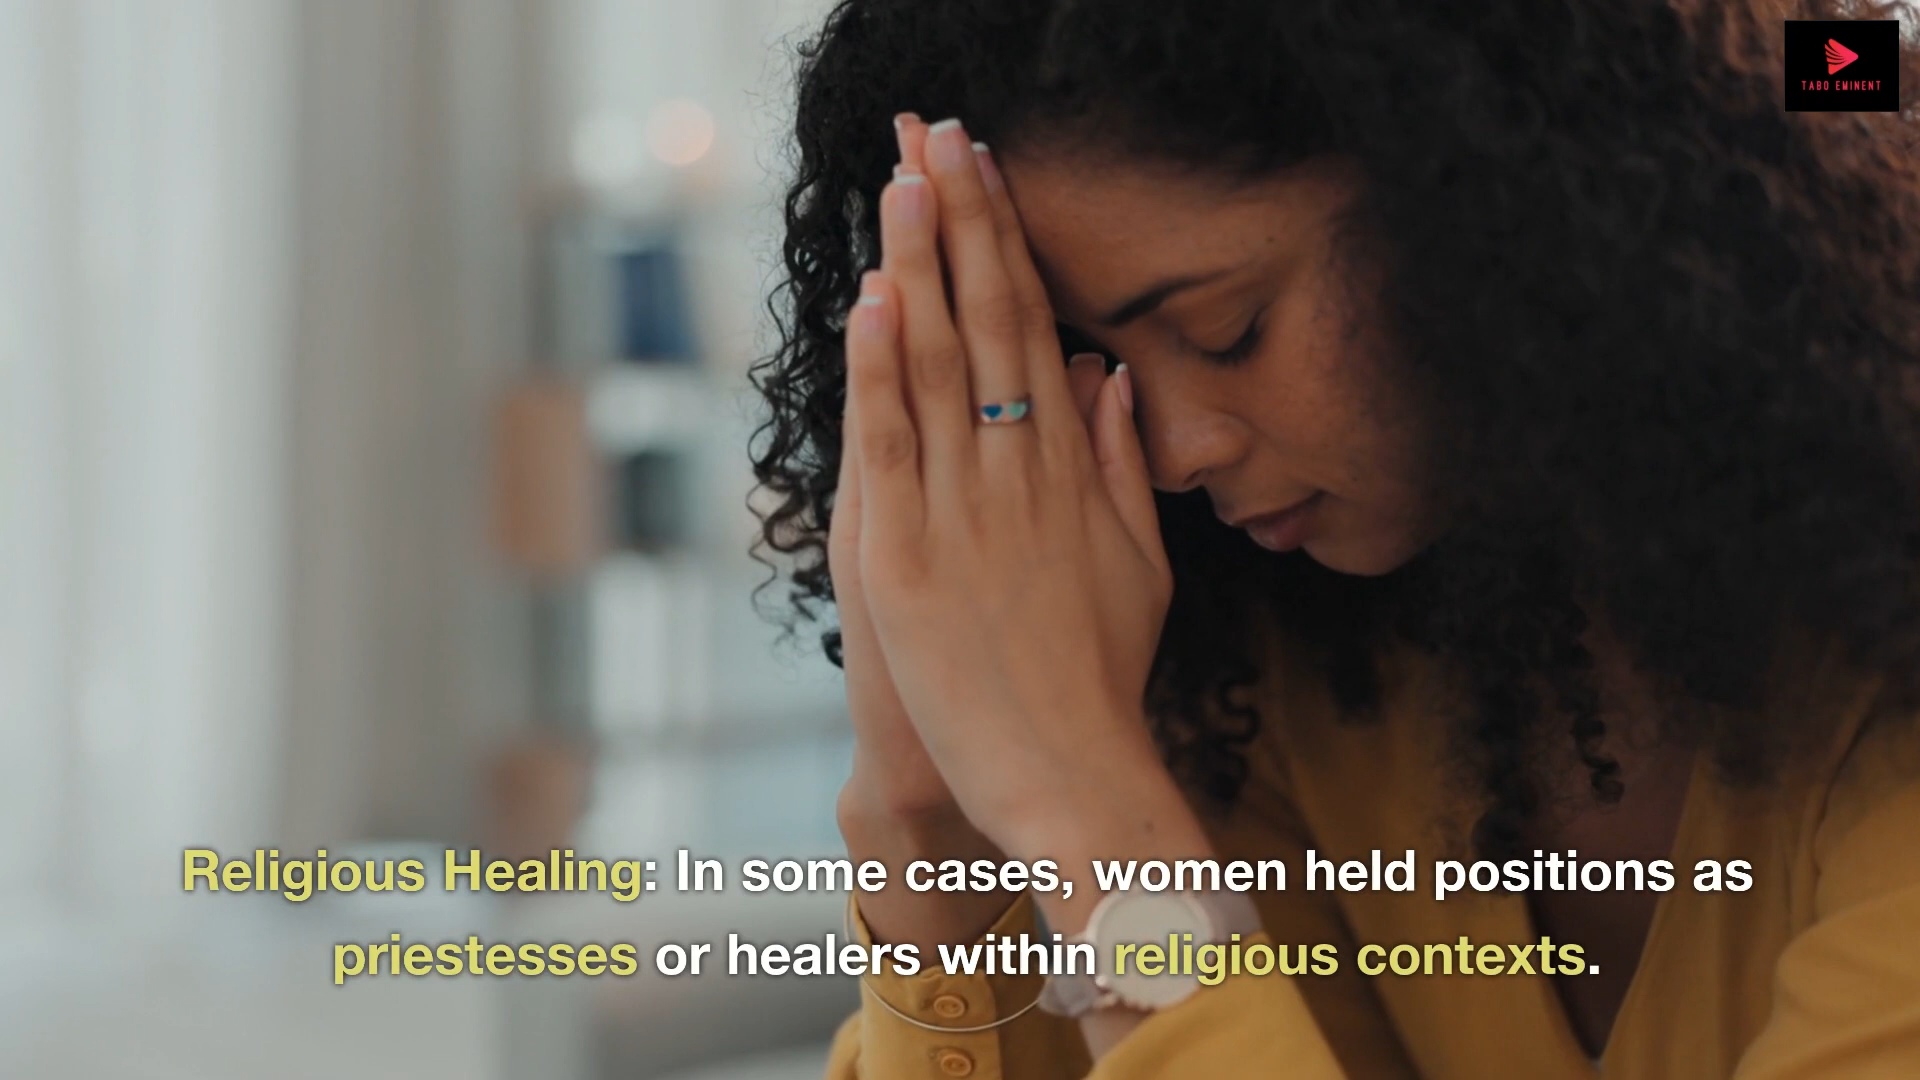 TABO EMINENT
Religious Healing: In some cases, women held positions as
priestesses or healers within religious contexts.